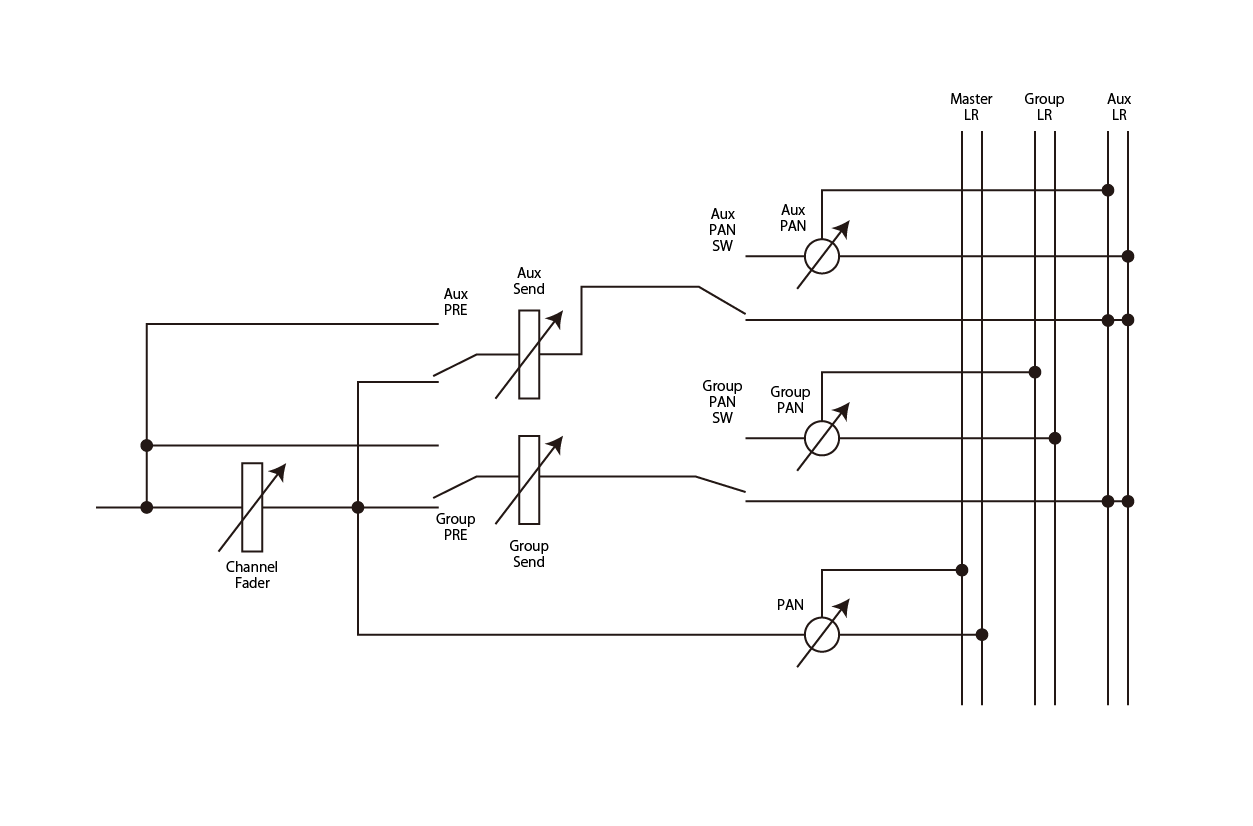 Master
LR
Group
LR
Aux
LR
Aux
PAN
SW
Aux
PAN
Aux
Send
Aux
PRE
Group
PAN
SW
Group
PAN
Group
PRE
Group
Send
Channel
Fader
PAN